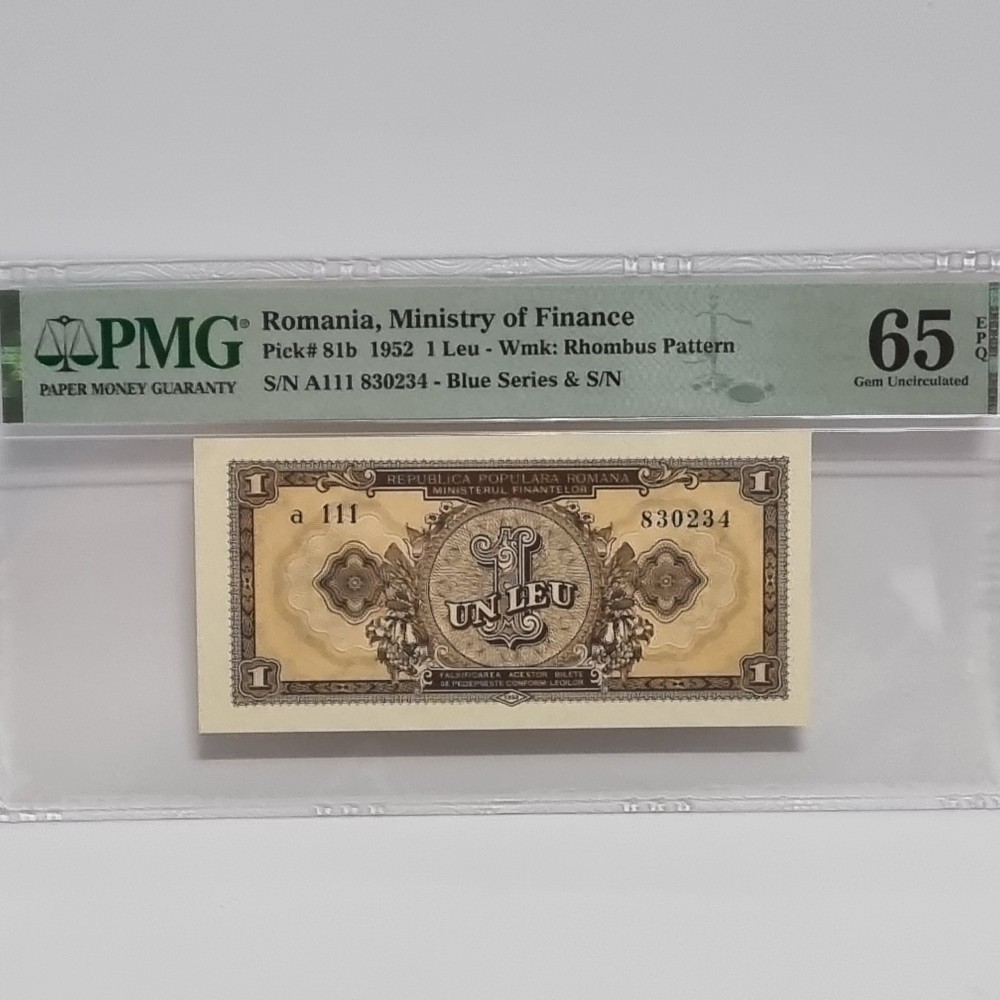 PMG®
PAPER MONEY GUARANTY
Romania, Ministry of Finance
Pick# 81b 1952 1 Leu - Wmk: Rhombus Pattern
S/N A111 830234 - Blue Series & S/N
65
EPQ
Gem Uncirculated
1 1
REPUBLICA POPULARA ROMANA
MINISTERUL FINANTELOR
a 111 830234
1
UN LEU
1 1
FALSIFICAREA ACESTOR BILETE
SE PEDEPSESTE CONFORM LEGILOR
1952